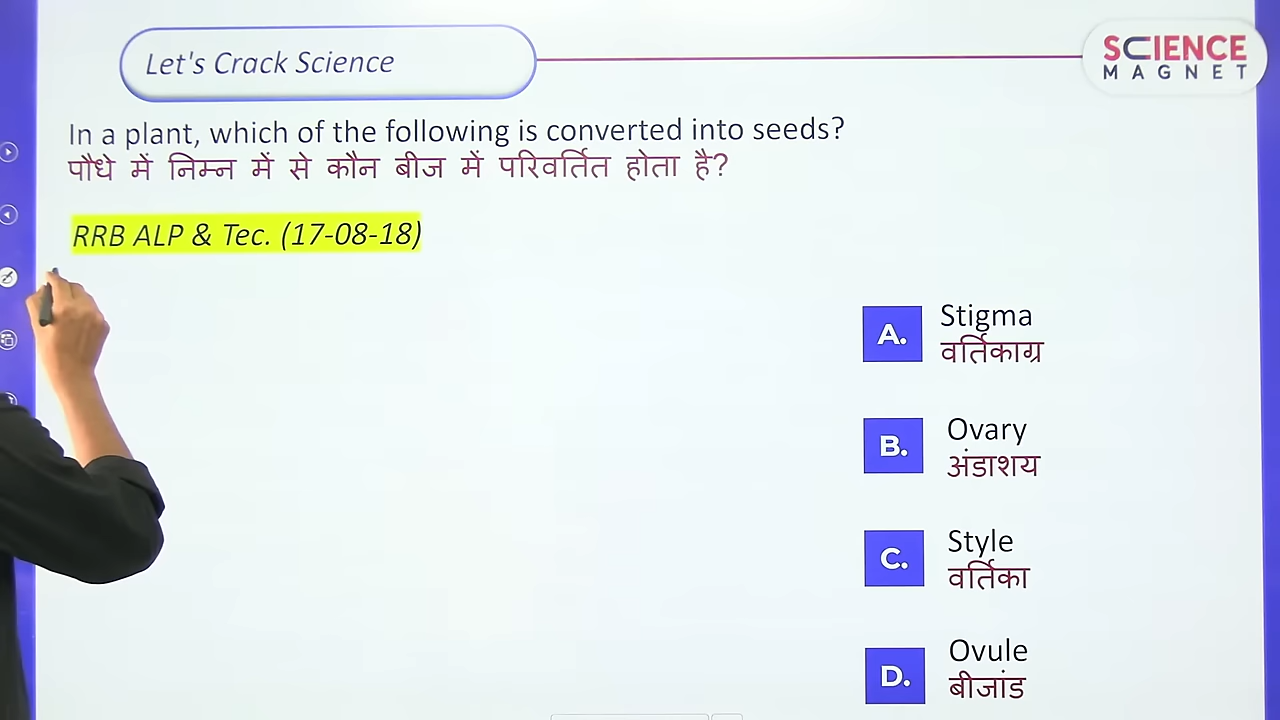 Let's Crack Science
SCIENCE
MAGNET
In a plant, which of the following is converted into seeds?
पौधे में निम्न में से कौन बीज में परिवर्तित होता है?
RRB ALP & Tec. (17-08-18)
A.
Stigma
वर्तिकाग्र
B.
Ovary
अंडाशय
C.
Style
वर्तिका
D.
Ovule
बीजांड